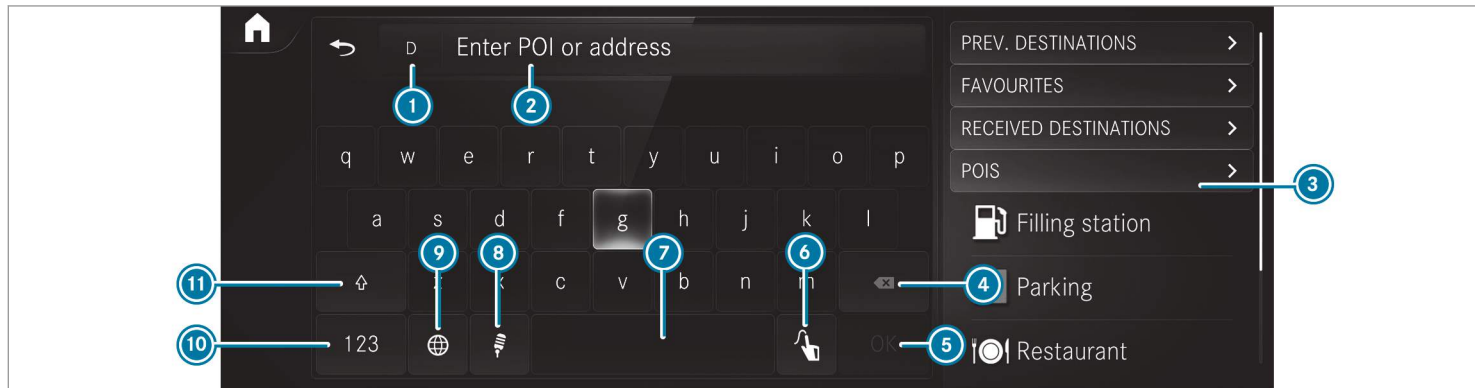 D Enter POI or address
1 2
q w e r t y u i o p
a s d f g h j k l
9 8 7 6
11 z x c v b n m 4
10 123 OK 5
PREV. DESTINATIONS
FAVOURITES
RECEIVED DESTINATIONS
POIS
3
Filling station
Parking
Restaurant